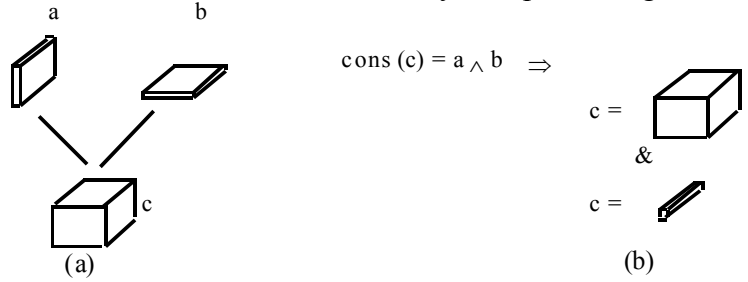 a b
cons (c) = a ∧ b ⇒
c =
&
c
c =
(a) (b)